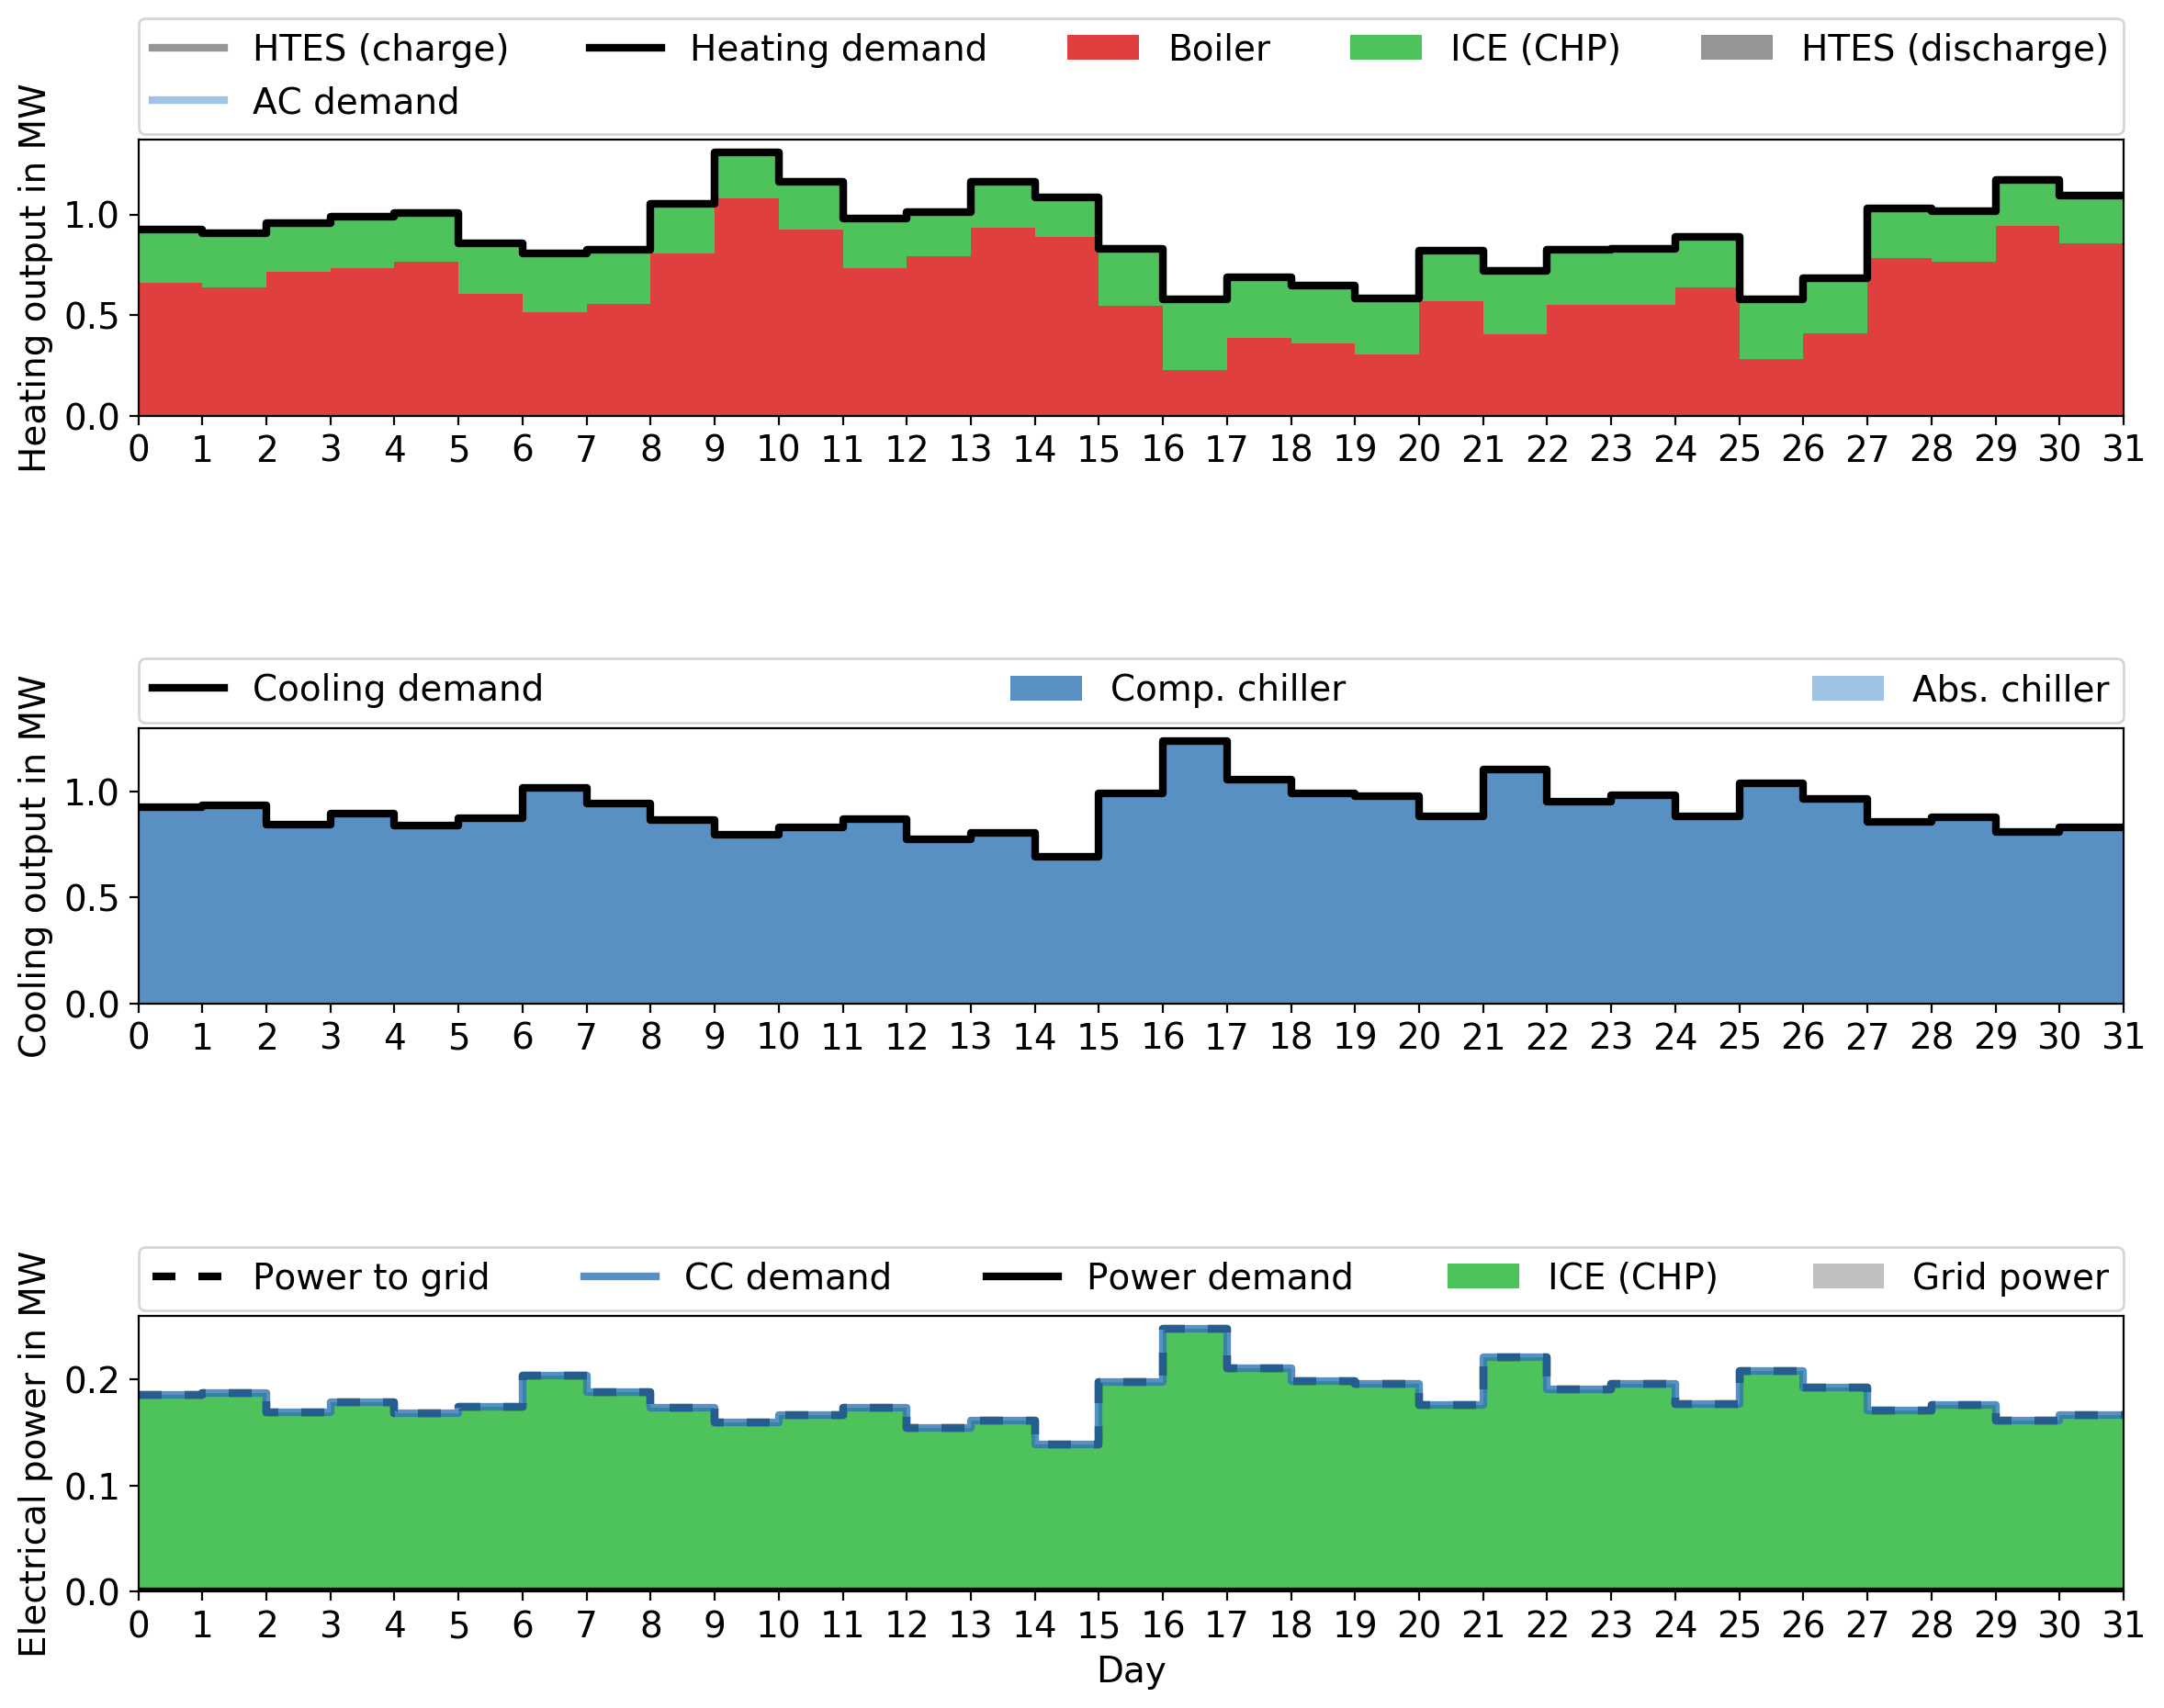 HTES (charge) Heating demand Boiler ICE (CHP) HTES (discharge)
AC demand
Heating output in MW
1.0
0.5
0.0
0 1 2 3 4 5 6 7 8 9 10 11 12 13 14 15 16 17 18 19 20 21 22 23 24 25 26 27 28 29 30 31
Cooling demand Comp. chiller Abs. chiller
Cooling output in MW
1.0
0.5
0.0
0 1 2 3 4 5 6 7 8 9 10 11 12 13 14 15 16 17 18 19 20 21 22 23 24 25 26 27 28 29 30 31
Power to grid CC demand Power demand ICE (CHP) Grid power
Electrical power in MW
0.2
0.1
0.0
0 1 2 3 4 5 6 7 8 9 10 11 12 13 14 15 16 17 18 19 20 21 22 23 24 25 26 27 28 29 30 31
Day